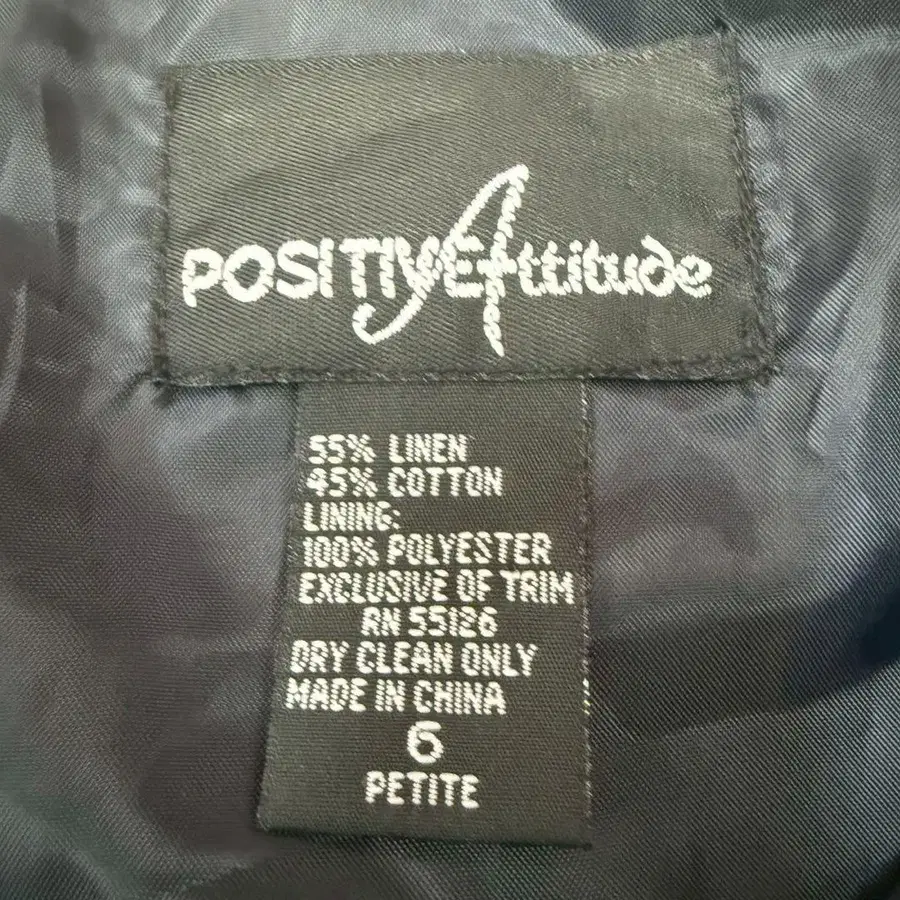 POSITIVE Attitude
55% LINEN
45% COTTON
LINING:
100% POLYESTER
EXCLUSIVE OF TRIM
RN 55126
DRY CLEAN ONLY
MADE IN CHINA
6
PETITE